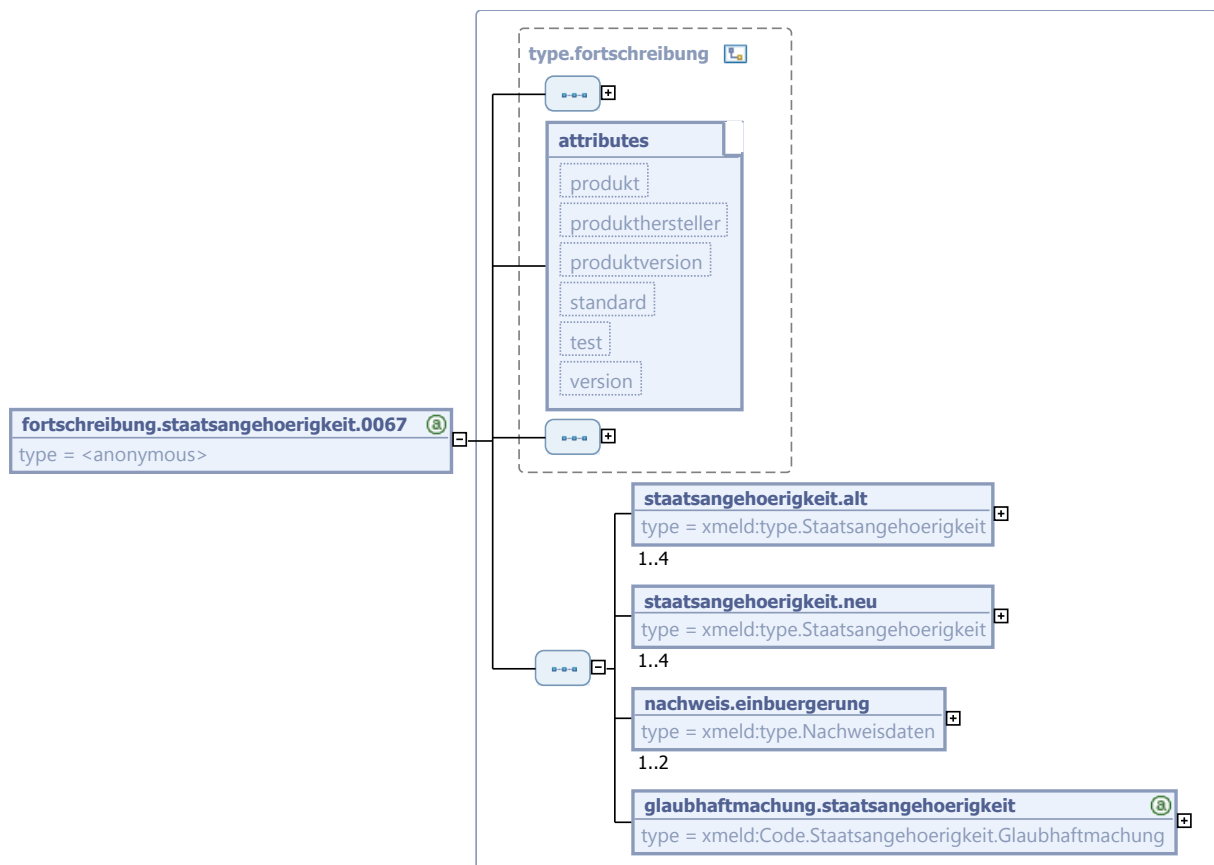 type.fortschreibung
attributes
produkt
produkthersteller
produktversion
standard
test
version
fortschreibung.staatsangehoerigkeit.0067 a
type = <anonymous>
staatsangehoerigkeit.alt
type = xmeld:type.Staatsangehoerigkeit
1..4
staatsangehoerigkeit.neu
type = xmeld:type.Staatsangehoerigkeit
1..4
nachweis.einbuergerung
type = xmeld:type.Nachweisdaten
1..2
glaubhaftmachung.staatsangehoerigkeit a
type = xmeld:Code.Staatsangehoerigkeit.Glaubhaftmachung